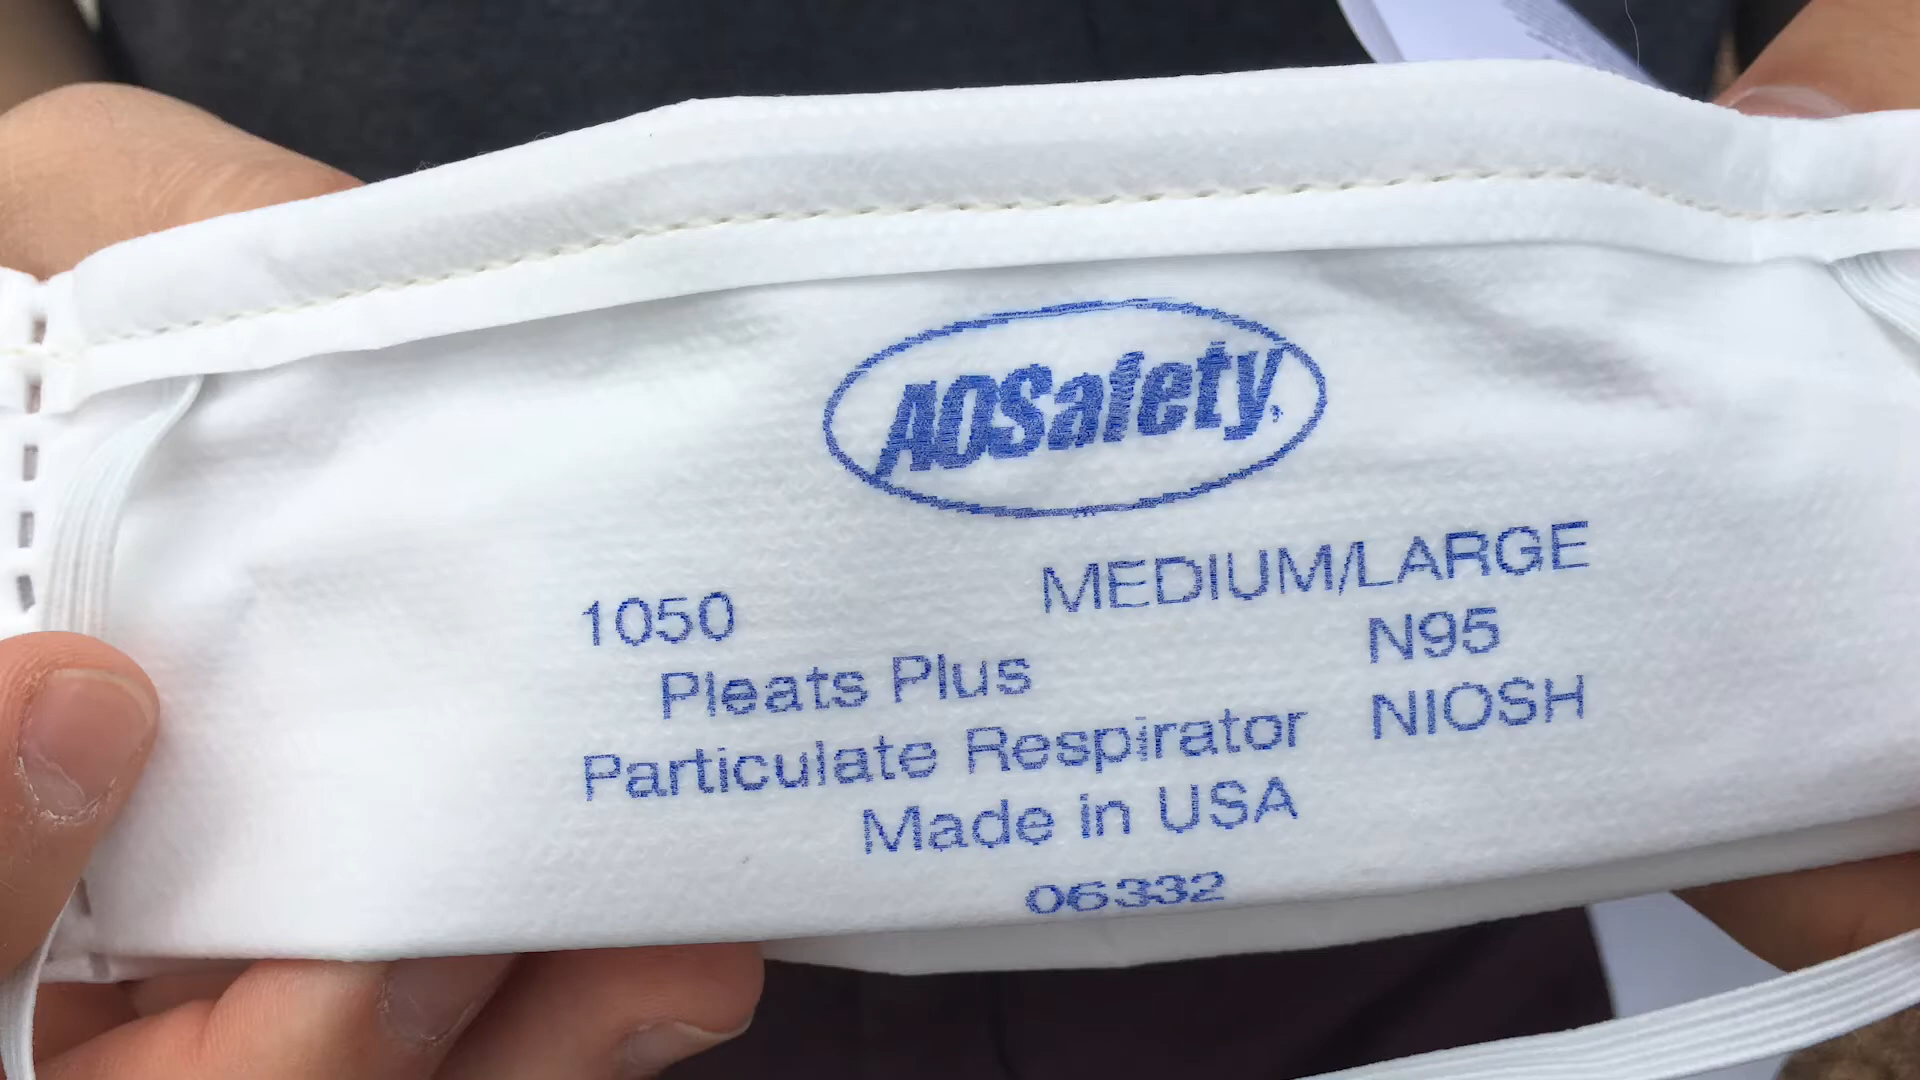 AOSafety
MEDIUM/LARGE
1050
N95
Pleats Plus
NIOSH
Particulate Respirator
Made in USA
06332